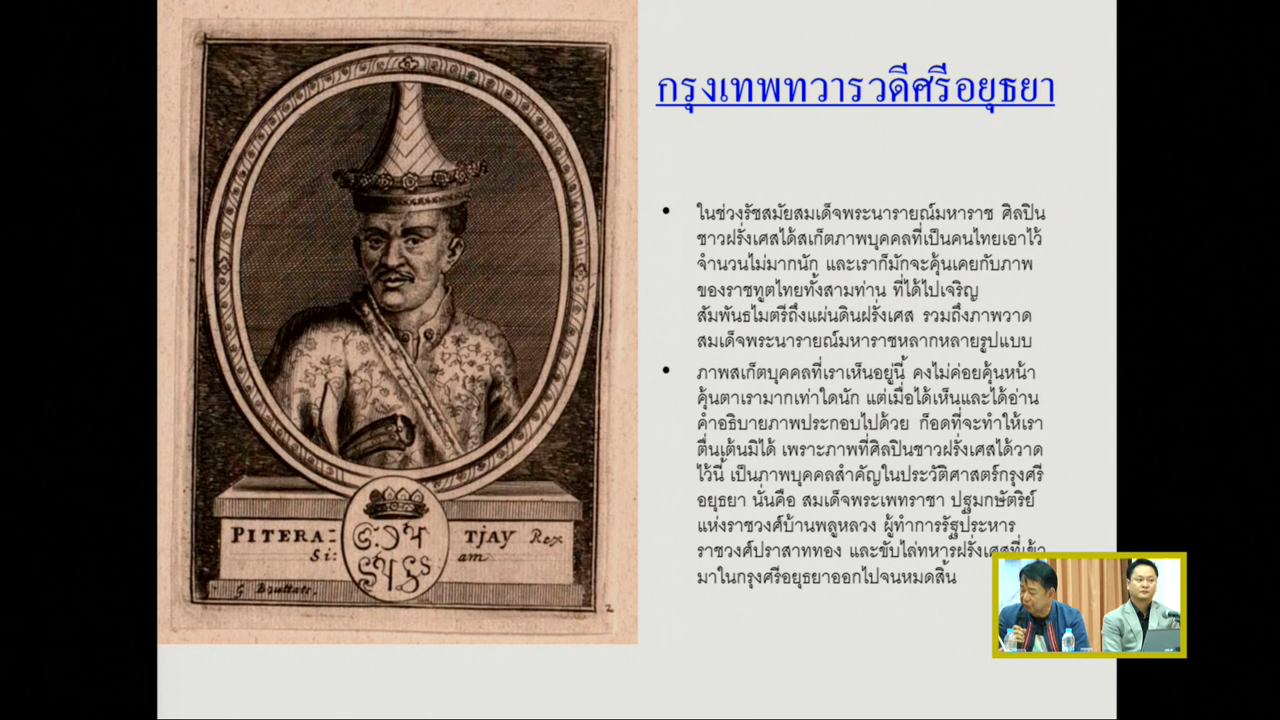 กรุงเทพทวารวดีศรีอยุธยา
• ในช่วงรัชสมัยสมเด็จพระนารายณ์มหาราช ศิลปิน
ชาวฝรั่งเศสได้สเก็ตภาพบุคคลที่เป็นคนไทยเอาไว้
จำนวนไม่มากนัก และเราก็มักจะคุ้นเคยกับภาพ
ของราชทูตไทยทั้งสามท่าน ที่ได้ไปเจริญ
สัมพันธไมตรีถึงแผ่นดินฝรั่งเศส รวมถึงภาพวาด
สมเด็จพระนารายณ์มหาราชหลากหลายรูปแบบ
• ภาพสเก็ตบุคคลที่เราเห็นอยู่นี้ คงไม่ค่อยคุ้นหน้า
คุ้นตาเรามากเท่าใดนัก แต่เมื่อได้เห็นและได้อ่าน
คำอธิบายภาพประกอบไปด้วย ก็อดที่จะทำให้เรา
ตื่นเต้นมิได้ เพราะภาพที่ศิลปินชาวฝรั่งเศสได้วาด
ไว้นี้ เป็นภาพบุคคลสำคัญในประวัติศาสตร์กรุงศรี
อยุธยา นั่นคือ สมเด็จพระเพทราชา ปฐมกษัตริย์
แห่งราชวงศ์บ้านพลูหลวง ผู้ทำการรัฐประหาร
ราชวงศ์ปราสาททอง และขับไล่ทหารฝรั่งเศสที่เข้า
มาในกรุงศรีอยุธยาออกไปจนหมดสิ้น
PITERA: TJAY Rex
Si: am
G Bouttats.